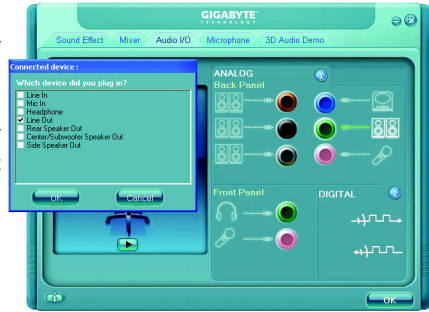 GIGABYTE
TECHNOLOGY
Sound Effect Mixer Audio I/O Microphone 3D Audio Demo
Connected device :
Which device did you plug in?
Line In
Mic In
Headphone
Line Out
Rear Speaker Out
Center/Subwoofer Speaker Out
Side Speaker Out
OK Cancel
ANALOG
Back Panel
Front Panel
DIGITAL
OK